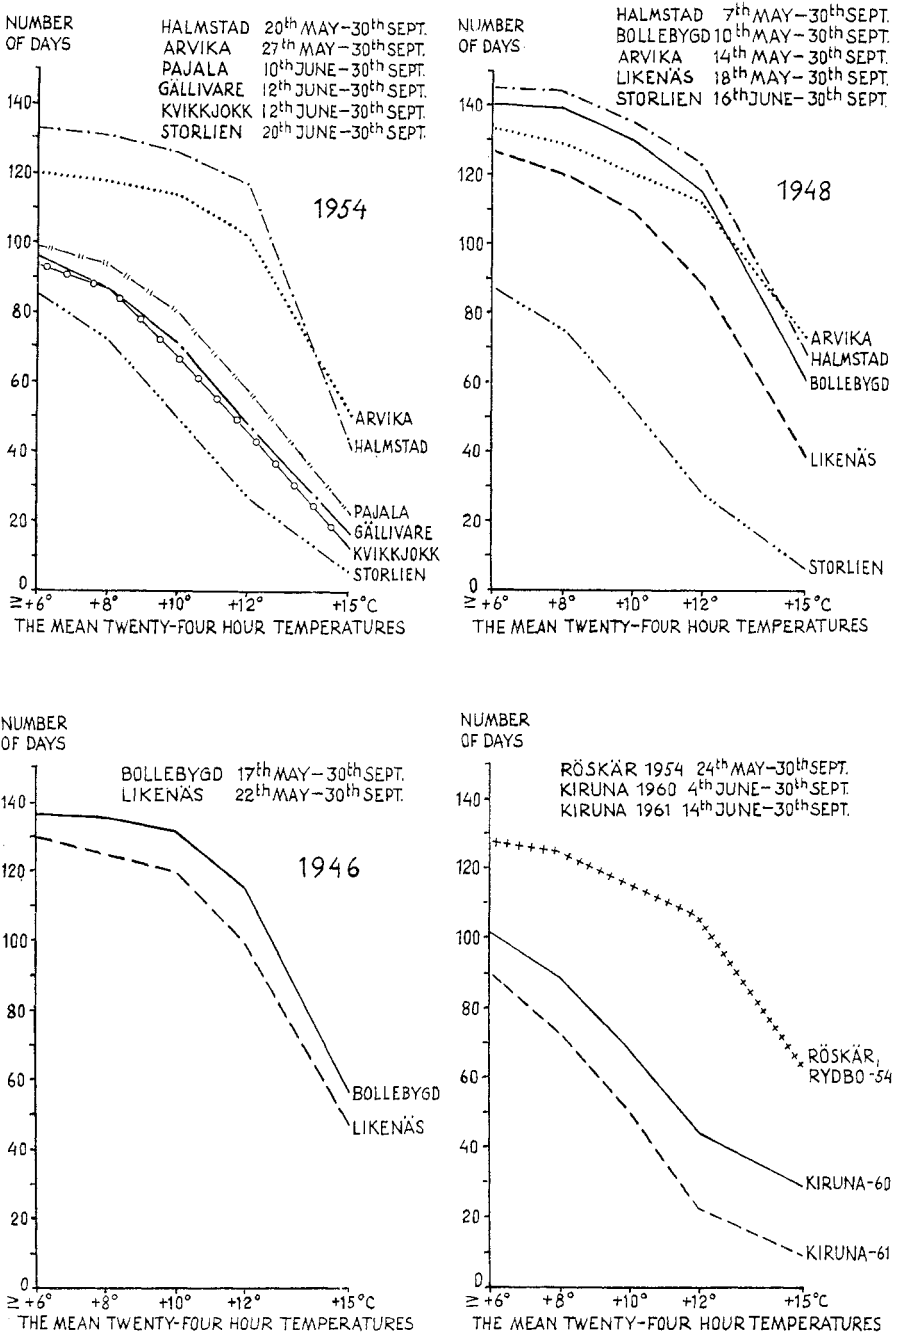 NUMBER
OF DAYS
HALMSTAD 20th MAY–30th SEPT.
ARVIKA 27th MAY–30th SEPT.
PAJALA 10th JUNE–30th SEPT.
GÄLLIVARE 12th JUNE–30th SEPT.
KVIKKJOKK 12th JUNE–30th SEPT.
STORLIEN 20th JUNE–30th SEPT.
1954
140
120
100
80
60
40
20
0
ARVIKA
HALMSTAD
PAJALA
GÄLLIVARE
KVIKKJOKK
STORLIEN
≥ +6° +8° +10° +12° +15°C
THE MEAN TWENTY-FOUR HOUR TEMPERATURES
NUMBER
OF DAYS
HALMSTAD 7th MAY–30th SEPT.
BOLLEBYGD 10th MAY–30th SEPT.
ARVIKA 14th MAY–30th SEPT.
LIKENÄS 18th MAY–30th SEPT.
STORLIEN 16th JUNE–30th SEPT.
1948
140
120
100
80
60
40
20
0
ARVIKA
HALMSTAD
BOLLEBYGD
LIKENÄS
STORLIEN
≥ +6° +8° +10° +12° +15°C
THE MEAN TWENTY-FOUR HOUR TEMPERATURES
NUMBER
OF DAYS
BOLLEBYGD 17th MAY–30th SEPT.
LIKENÄS 22th MAY–30th SEPT.
1946
140
120
100
80
60
40
20
0
BOLLEBYGD
LIKENÄS
≥ +6° +8° +10° +12° +15°C
THE MEAN TWENTY-FOUR HOUR TEMPERATURES
NUMBER
OF DAYS
RÖSKÄR 1954 24th MAY–30th SEPT.
KIRUNA 1960 4th JUNE–30th SEPT.
KIRUNA 1961 14th JUNE–30th SEPT.
140
120
100
80
60
40
20
0
RÖSKÄR,
RYDBO-54
KIRUNA-60
KIRUNA-61
≥ +6° +8° +10° +12° +15°C
THE MEAN TWENTY-FOUR HOUR TEMPERATURES